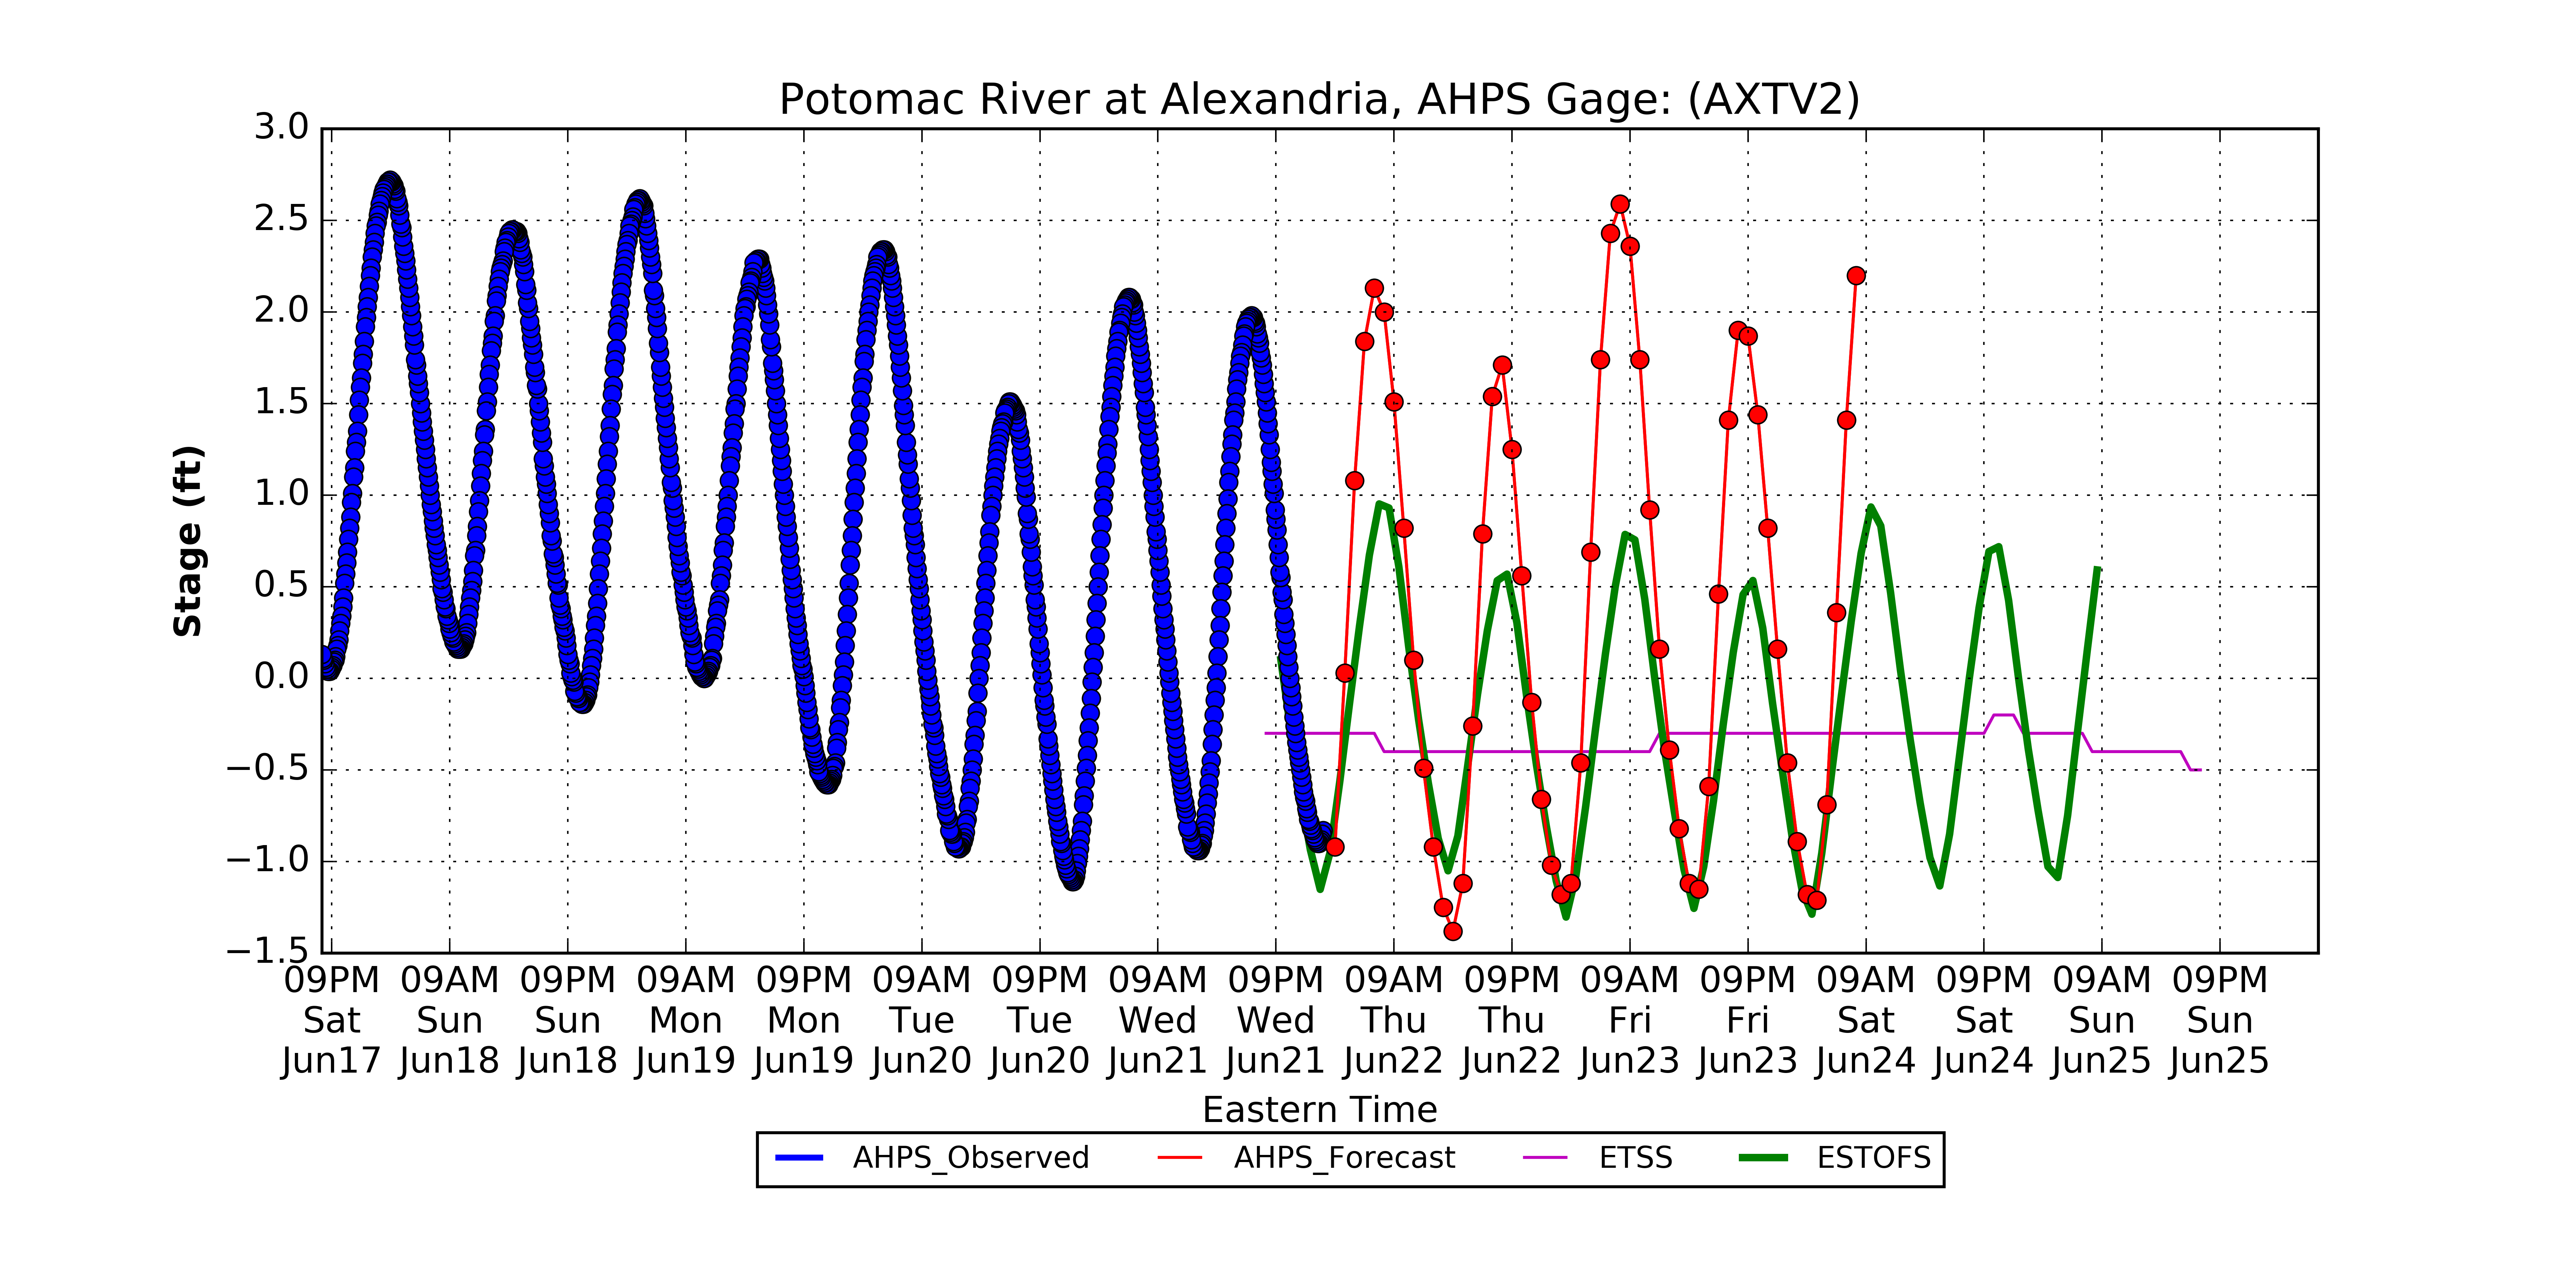 Potomac River at Alexandria, AHPS Gage: (AXTV2)
3.0
2.5
2.0
1.5
1.0
0.5
0.0
−0.5
−1.0
−1.5
Stage (ft)
09PM 09AM 09PM 09AM 09PM 09AM 09PM 09AM 09PM 09AM 09PM 09AM 09PM 09AM 09PM 09AM 09PM
Sat Sun Sun Mon Mon Tue Tue Wed Wed Thu Thu Fri Fri Sat Sat Sun Sun
Jun17 Jun18 Jun18 Jun19 Jun19 Jun20 Jun20 Jun21 Jun21 Jun22 Jun22 Jun23 Jun23 Jun24 Jun24 Jun25 Jun25
Eastern Time
AHPS_Observed AHPS_Forecast ETSS ESTOFS